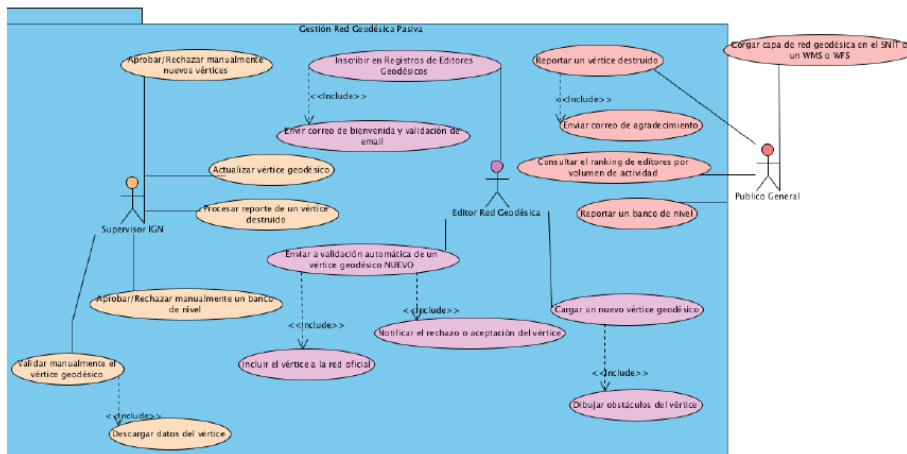 Gestión Red Geodésica Pasiva
Aprobar/Rechazar manualmente
nuevos vértices
Inscribir en Registros de Editores
Geodésicos
Reportar un vértice destruido
Corgar capa de red geodésica en el SNIT o
un WMS o WFS
<<Include>>
<<Include>>
Envir correo de bienvenida y validación de
email
Enviar correo de agradecimiento
Actualizar vértice geodésico
Consultar el ranking de editores por
volumen de actividad
Publico General
Procesar reporte de un vértice
destruido
Supervisor IGN
Editor Red Geodésica
Reportar un banco de nivel
Enviar a validación automática de un
vértice geodésico NUEVO
Aprobar/Rechazar manualmente un banco
de nivel
Cargar un nuevo vértice geodésico
<<Include>>
<<Include>>
Notificar el rechazo o aceptación del vértice
Validar manualmente el
vértice geodésico
Incluir el vértice a la red oficial
<<Include>>
Dibujar obstáculos del vértice
<<Include>>
Descargar datos del vértice